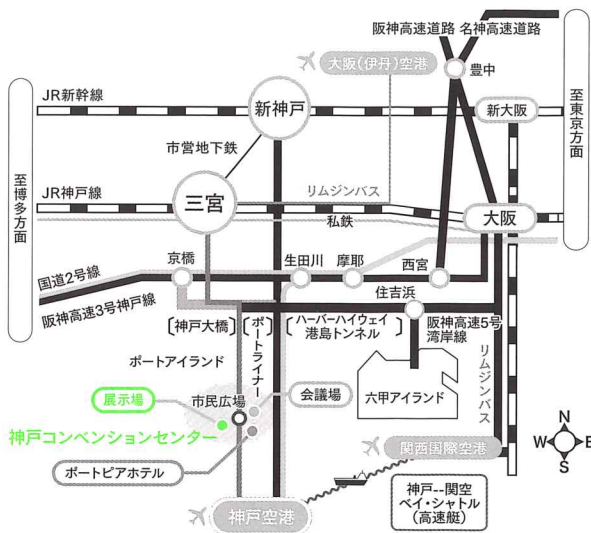 阪神高速道路 名神高速道路
大阪(伊丹)空港
豊中
JR新幹線
新神戸
新大阪
至東京方面
市営地下鉄
至博多方面
JR神戸線
三宮
リムジンバス
私鉄
大阪
京橋
生田川
摩耶
西宮
国道2号線
住吉浜
阪神高速3号神戸線
〔神戸大橋〕
ポートライナー
〔ハーバーハイウェイ
港島トンネル〕
阪神高速5号
湾岸線
リムジンバス
ポートアイランド
展示場
市民広場
会議場
六甲アイランド
神戸コンベンションセンター
ポートピアホテル
関西国際空港
神戸空港
神戸--関空
ベイ・シャトル
(高速艇)
N
W
E
S